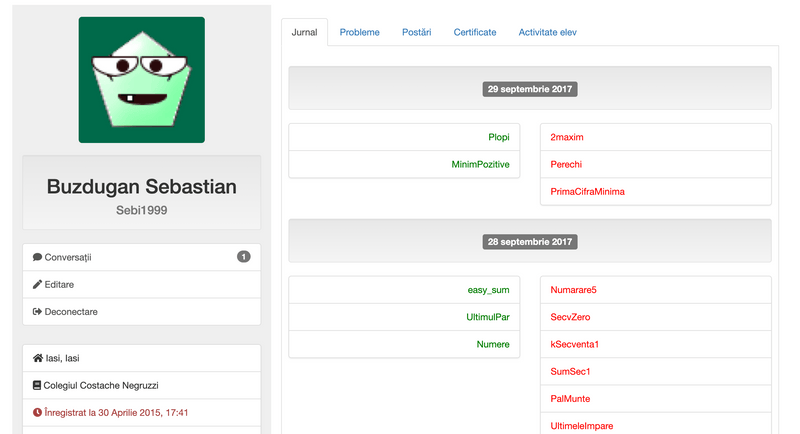 Buzdugan Sebastian
Sebi1999
Conversații
1
Editare
Deconectare
Iasi, Iasi
Colegiul Costache Negruzzi
Înregistrat la 30 Aprilie 2015, 17:41
Jurnal
Probleme
Postări
Certificate
Activitate elev
29 septembrie 2017
Plopi
MinimPozitive
2maxim
Perechi
PrimaCifraMinima
28 septembrie 2017
easy_sum
UltimulPar
Numere
Numarare5
SecvZero
kSecventa1
SumSec1
PalMunte
UltimeleImpare